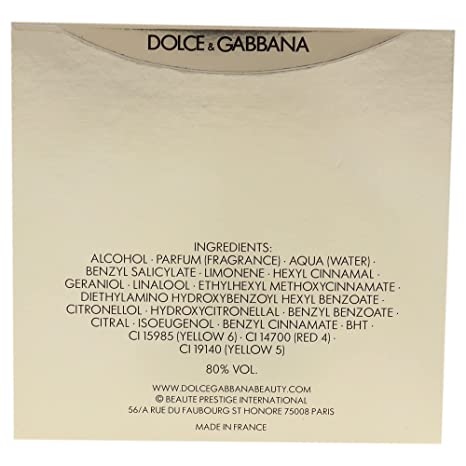 DOLCE & GABBANA
INGREDIENTS:
ALCOHOL · PARFUM (FRAGRANCE) · AQUA (WATER) ·
BENZYL SALICYLATE · LIMONENE · HEXYL CINNAMAL ·
GERANIOL · LINALOOL · ETHYLHEXYL METHOXYCINNAMATE ·
DIETHYLAMINO HYDROXYBENZOYL HEXYL BENZOATE ·
CITRONELLOL · HYDROXYCITRONELLAL · BENZYL BENZOATE ·
CITRAL · ISOEUGENOL · BENZYL CINNAMATE · BHT ·
CI 15985 (YELLOW 6) · CI 14700 (RED 4) ·
CI 19140 (YELLOW 5)
80% VOL.
WWW.DOLCEGABBANABEAUTY.COM
© BEAUTE PRESTIGE INTERNATIONAL
56/A RUE DU FAUBOURG ST HONORE 75008 PARIS
MADE IN FRANCE